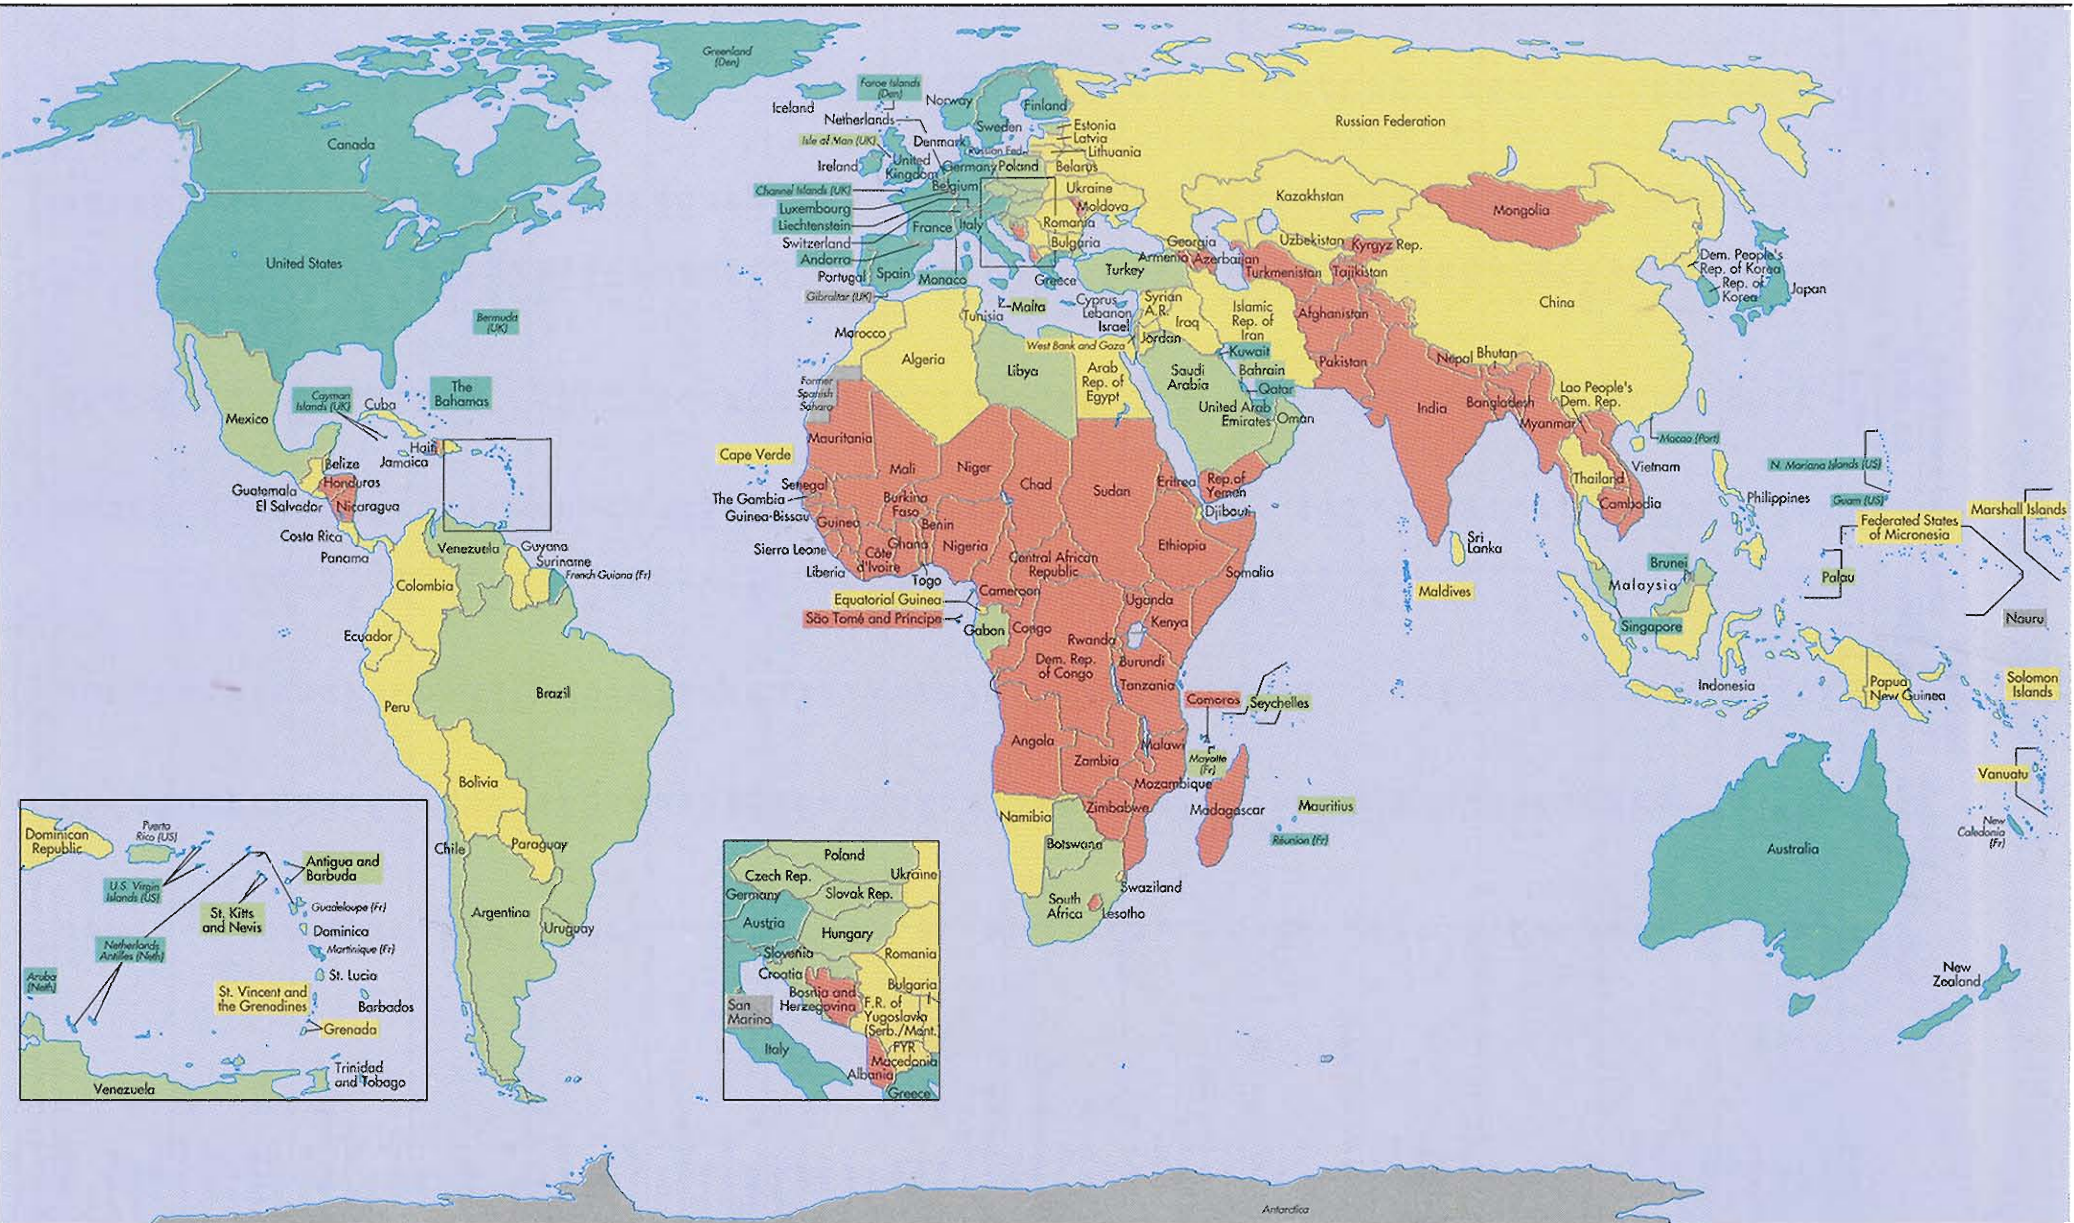 Greenland
(Den)
Faroe Islands
(Den)
Iceland
Norway
Finland
Netherlands
Sweden
Estonia
Latvia
Lithuania
Isle of Man (UK)
Denmark
Russian Fed.
Russian Federation
Canada
Ireland
United
Kingdom
Germany
Poland
Belarus
Channel Islands (UK)
Belgium
Ukraine
Kazakhstan
Luxembourg
Moldova
Mongolia
Liechtenstein
France
Italy
Romania
Switzerland
Bulgaria
Georgia
Uzbekistan
Kyrgyz Rep.
United States
Andorra
Armenia
Azerbaijan
Dem. People's
Rep. of Korea
Rep. of
Korea
Japan
Portugal
Spain
Monaco
Greece
Turkey
Turkmenistan
Tajikistan
Gibraltar (UK)
Malta
Cyprus
Lebanon
Israel
Syrian
A.R.
Iraq
Islamic
Rep. of
Iran
Afghanistan
China
Bermuda
(UK)
Tunisia
Morocco
West Bank and Gaza
Jordan
Kuwait
Pakistan
Nepal
Bhutan
Algeria
Libya
Arab
Rep. of
Egypt
Saudi
Arabia
Bahrain
Qatar
Former
Spanish
Sahara
United Arab
Emirates
Oman
India
Bangladesh
Lao People's
Dem. Rep.
Myanmar
Macao (Port)
The
Bahamas
Cayman
Islands (UK)
Cuba
Mexico
Haiti
Jamaica
Belize
Honduras
Guatemala
El Salvador
Nicaragua
Costa Rica
Panama
Cape Verde
Mauritania
Mali
Niger
Chad
Sudan
Eritrea
Rep. of
Yemen
Thailand
Vietnam
N. Mariana Islands (US)
Guam (US)
Philippines
Marshall Islands
Senegal
The Gambia
Guinea-Bissau
Burkina
Faso
Guinea
Benin
Djibouti
Cambodia
Federated States
of Micronesia
Sierra Leone
Ghana
Côte
d'Ivoire
Nigeria
Central African
Republic
Ethiopia
Sri
Lanka
Liberia
Togo
Cameroon
Somalia
Brunei
Malaysia
Palau
Venezuela
Guyana
Suriname
French Guiana (Fr)
Colombia
Equatorial Guinea
Uganda
Maldives
São Tomé and Principe
Gabon
Congo
Rwanda
Kenya
Singapore
Nauru
Ecuador
Dem. Rep.
of Congo
Burundi
Tanzania
Indonesia
Papua
New Guinea
Solomon
Islands
Brazil
Peru
Comoros
Seychelles
Angola
Zambia
Malawi
Mayotte
(Fr)
Mozambique
Vanuatu
Bolivia
Namibia
Zimbabwe
Madagascar
Mauritius
Réunion (Fr)
New
Caledonia
(Fr)
Botswana
Australia
Chile
Paraguay
Swaziland
South
Africa
Lesotho
Argentina
Uruguay
New
Zealand
Dominican
Republic
Puerto
Rico (US)
U.S. Virgin
Islands (US)
Antigua and
Barbuda
St. Kitts
and Nevis
Guadeloupe (Fr)
Dominica
Netherlands
Antilles (Neth)
Martinique (Fr)
Aruba
(Neth)
St. Lucia
St. Vincent and
the Grenadines
Barbados
Grenada
Trinidad
and Tobago
Venezuela
Poland
Czech Rep.
Ukraine
Germany
Slovak Rep.
Austria
Hungary
Slovenia
Romania
Croatia
Bosnia and
Herzegovina
Bulgaria
San
Marino
F.R. of
Yugoslavia
(Serb./Mont.)
Italy
FYR
Macedonia
Albania
Greece
Antarctica